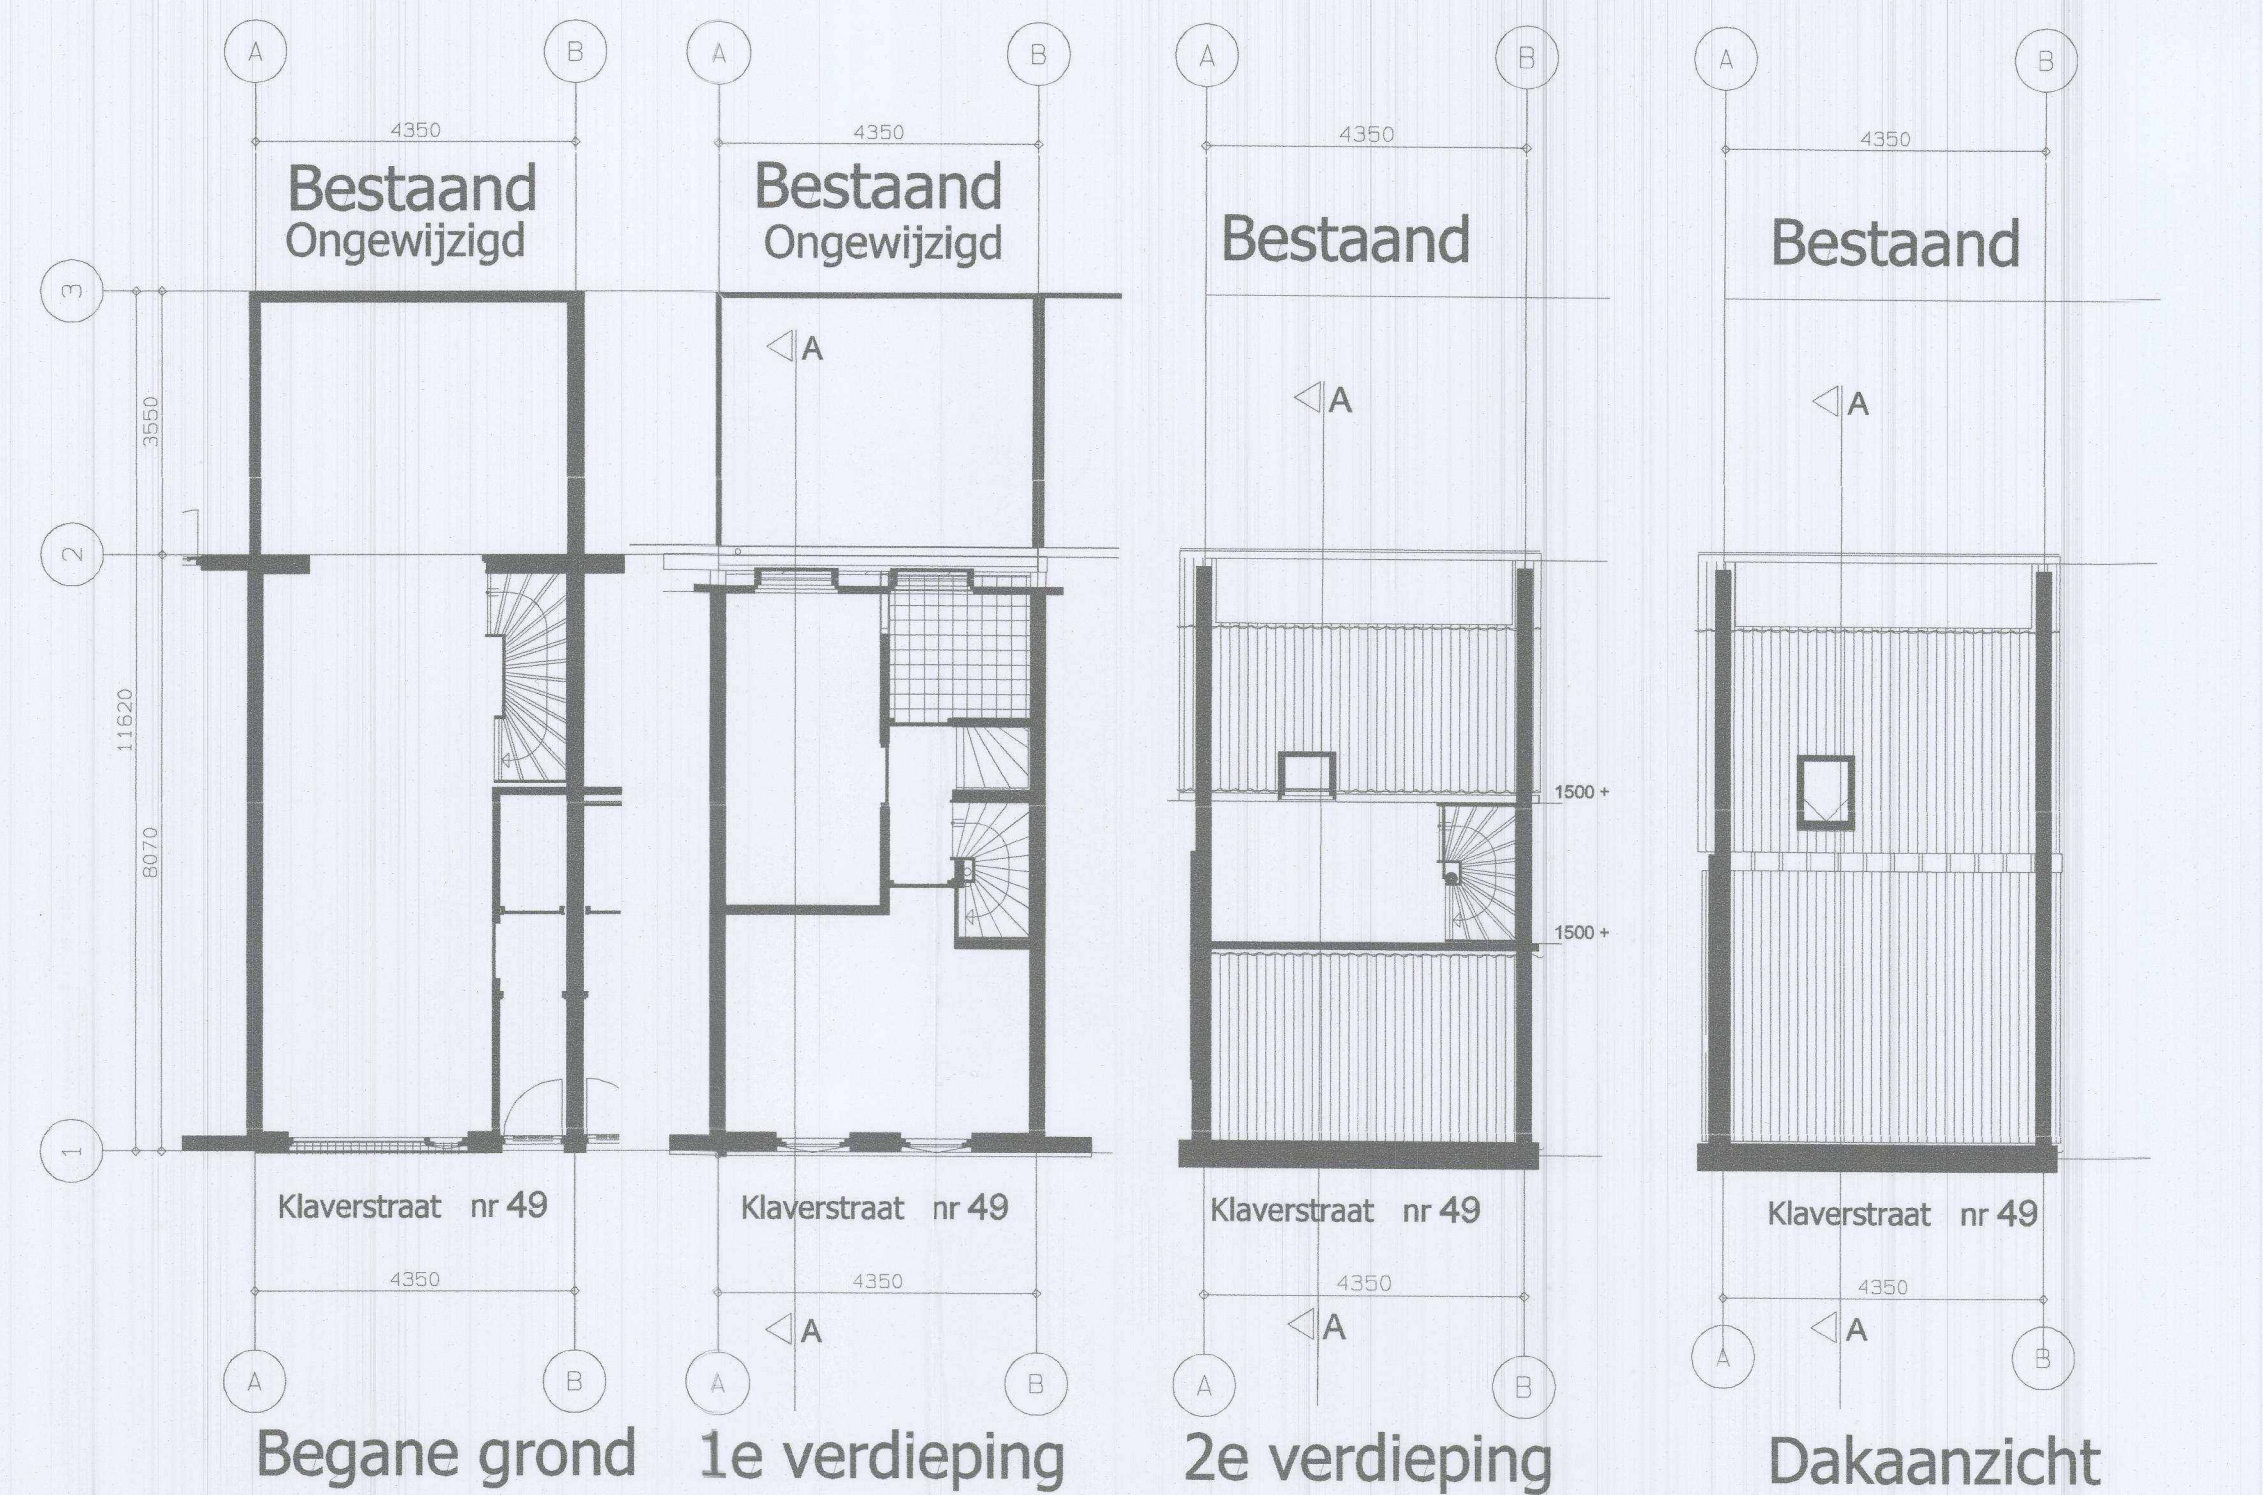 A B A B A B A B
4350 4350 4350 4350
Bestaand
Ongewijzigd
Bestaand
Ongewijzigd
Bestaand
Bestaand
3
A
A
A
3550
2
11620
8070
1500 +
1500 +
1
Klaverstraat nr 49
Klaverstraat nr 49
Klaverstraat nr 49
Klaverstraat nr 49
4350 4350 4350 4350
A
A
A
A B A B A B A B
Begane grond
1e verdieping
2e verdieping
Dakaanzicht